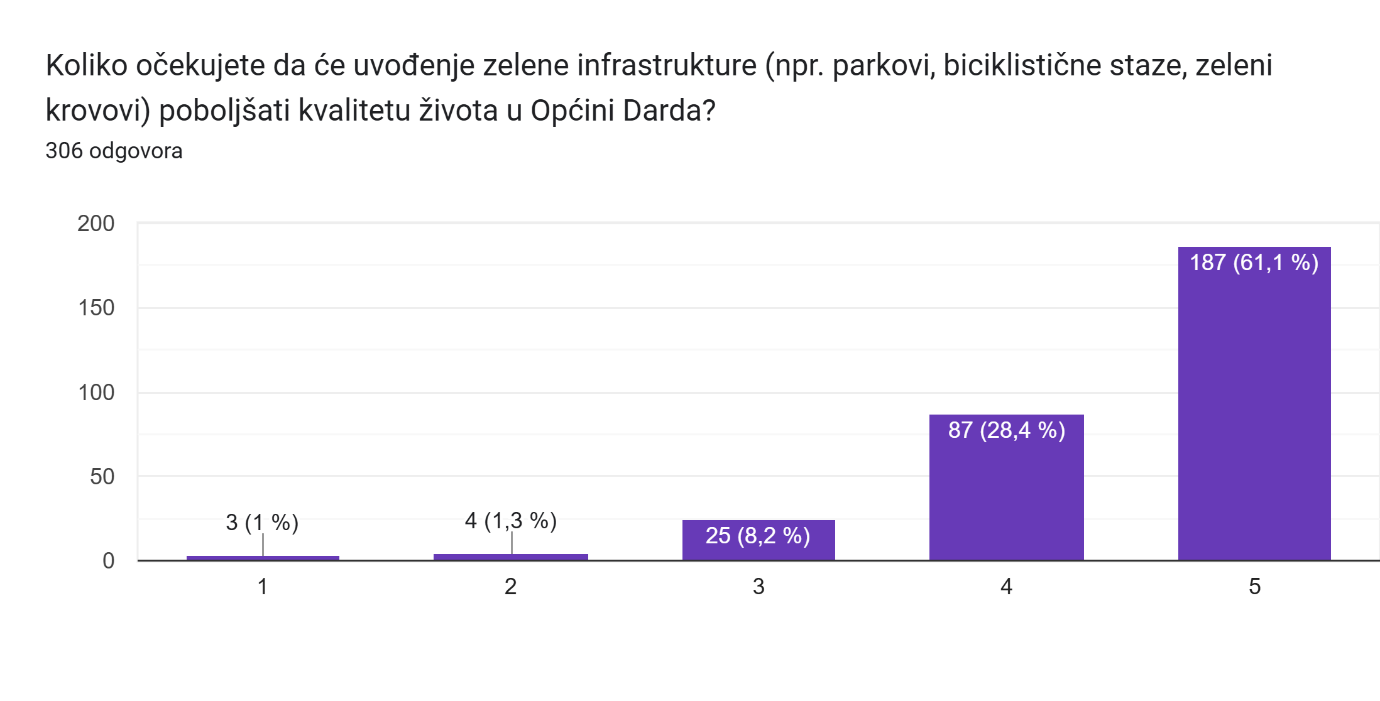 Koliko očekujete da će uvođenje zelene infrastrukture (npr. parkovi, biciklistične staze, zeleni
krovovi) poboljšati kvalitetu života u Općini Darda?
306 odgovora
200
187 (61,1 %)
150
100
87 (28,4 %)
50
3 (1 %)
4 (1,3 %)
25 (8,2 %)
0
1
2
3
4
5